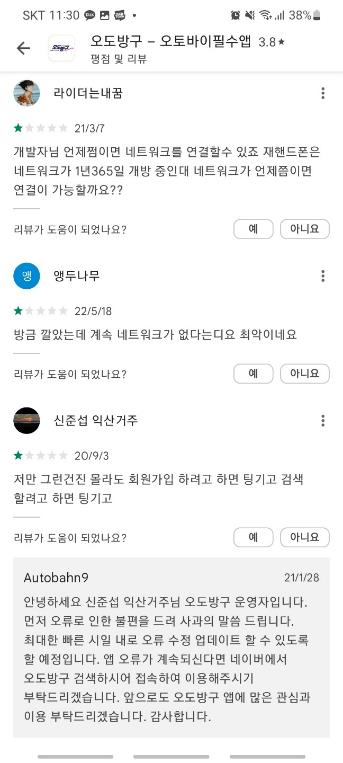 SKT 11:30
38%
오도방구 – 오토바이필수앱 3.8★
평점 및 리뷰
라이더는내꿈
★★★★★ 21/3/7
개발자님 언제쩜이면 네트워크를 연결할수 있죠 재핸드폰은
네트워크가 1년365일 개방 중인대 네트워크가 언제쯤이면
연결이 가능할까요??
리뷰가 도움이 되었나요?
예
아니요
앵
앵두나무
★★★★★ 22/5/18
방금 깔았는데 계속 네트워크가 없다는디요 최악이네요
리뷰가 도움이 되었나요?
예
아니요
신준섭 익산거주
★★★★★ 20/9/3
저만 그런건진 몰라도 회원가입 하려고 하면 팅기고 검색
할려고 하면 팅기고
리뷰가 도움이 되었나요?
예
아니요
Autobahn9
21/1/28
안녕하세요 신준섭 익산거주님 오도방구 운영자입니다.
먼저 오류로 인한 불편을 드려 사과의 말씀 드립니다.
최대한 빠른 시일 내로 오류 수정 업데이트 할 수 있도록
할 예정입니다. 앱 오류가 계속되신다면 네이버에서
오도방구 검색하시어 접속하여 이용해주시기
부탁드리겠습니다. 앞으로도 오도방구 앱에 많은 관심과
이용 부탁드리겠습니다. 감사합니다.